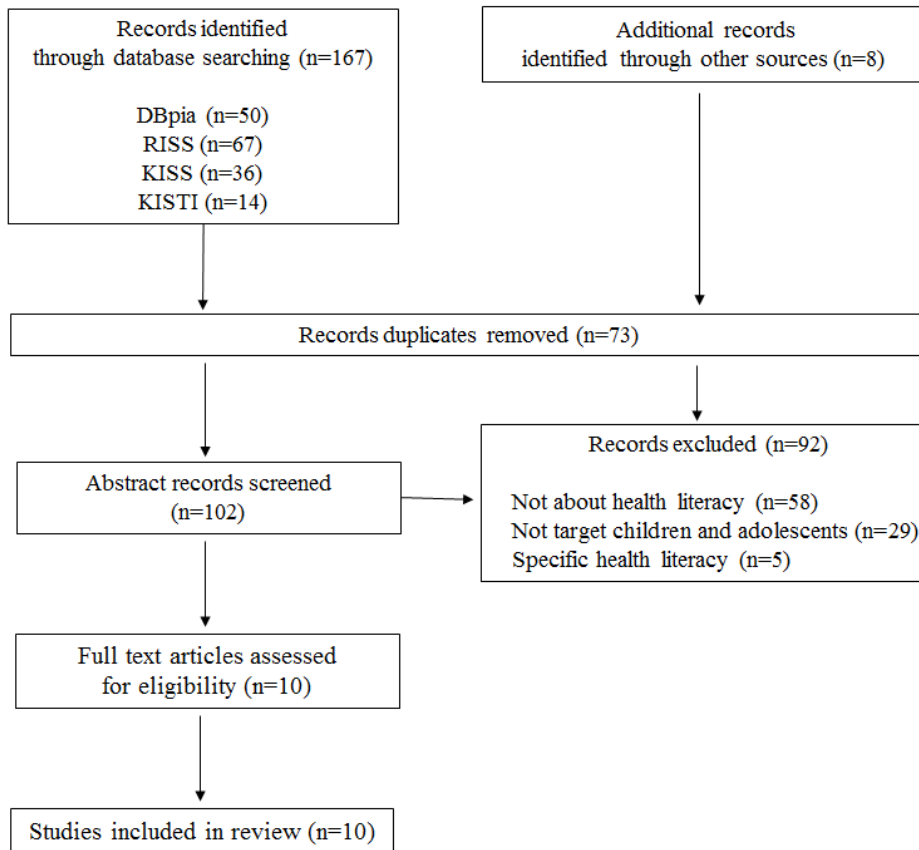 Records identified
through database searching (n=167)
DBpia (n=50)
RISS (n=67)
KISS (n=36)
KISTI (n=14)
Additional records
identified through other sources (n=8)
Records duplicates removed (n=73)
Abstract records screened
(n=102)
Records excluded (n=92)
Not about health literacy (n=58)
Not target children and adolescents (n=29)
Specific health literacy (n=5)
Full text articles assessed
for eligibility (n=10)
Studies included in review (n=10)